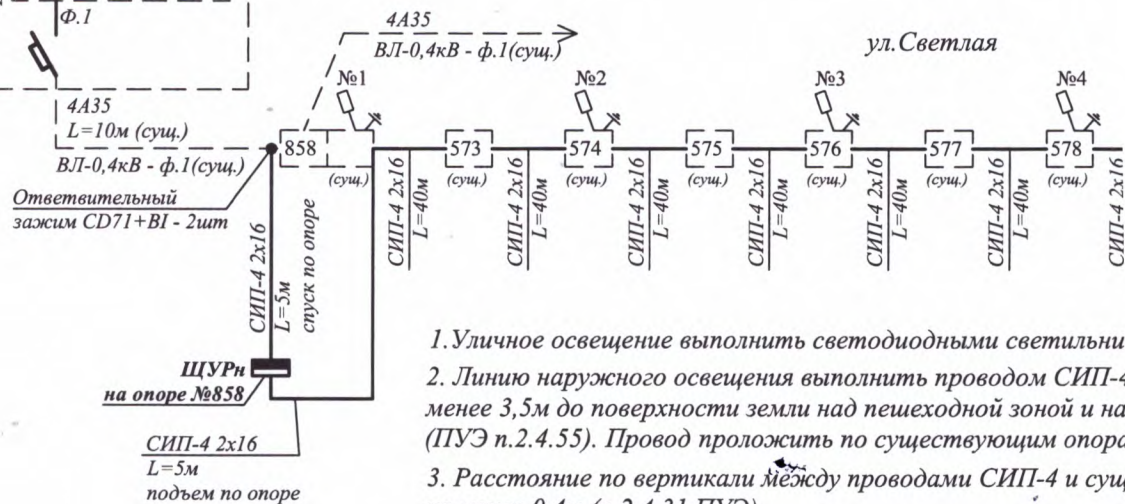 Ф.1
4А35
ВЛ-0,4кВ - ф.1(сущ.)
ул.Светлая
№1
№2
№3
№4
4А35
L=10м (сущ.)
ВЛ-0,4кВ - ф.1(сущ.)
858
573
574
575
576
577
578
(сущ.)
(сущ.)
(сущ.)
(сущ.)
(сущ.)
(сущ.)
(сущ.)
Ответвительный
зажим CD71+BI - 2шт
СИП-4 2х16
L=5м
спуск по опоре
СИП-4 2х16
L=40м
СИП-4 2х16
L=40м
СИП-4 2х16
L=40м
СИП-4 2х16
L=40м
СИП-4 2х16
L=40м
СИП-4 2х16
L=40м
СИП-4 2х16
ЩУРн
на опоре №858
СИП-4 2х16
L=5м
подъем по опоре
1.Уличное освещение выполнить светодиодными светильни
2. Линию наружного освещения выполнить проводом СИП-4
менее 3,5м до поверхности земли над пешеходной зоной и на
(ПУЭ п.2.4.55). Провод проложить по существующим опора
3. Расстояние по вертикали между проводами СИП-4 и сущ